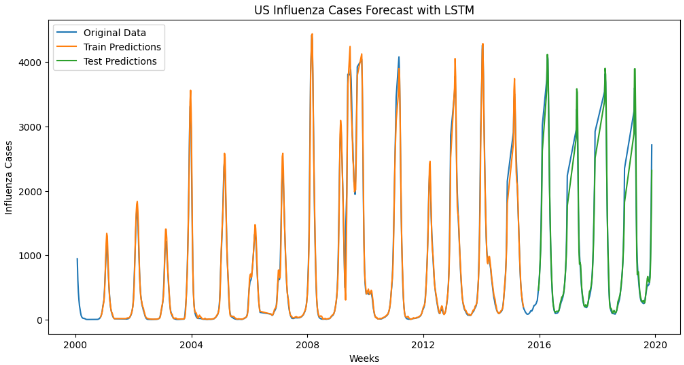 US Influenza Cases Forecast with LSTM
Original Data
Train Predictions
Test Predictions
Influenza Cases
4000
3000
2000
1000
0
2000
2004
2008
2012
2016
2020
Weeks